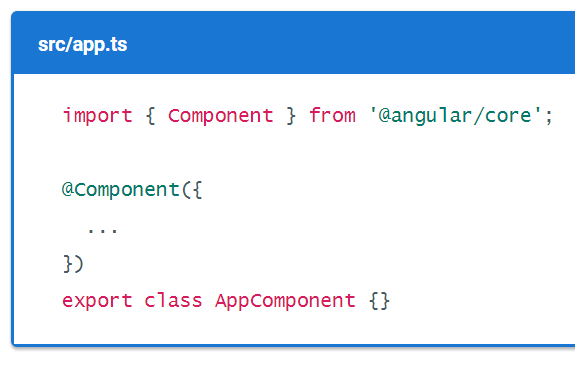 src/app.ts
import { Component } from '@angular/core';
@Component({
...
})
export class AppComponent {}